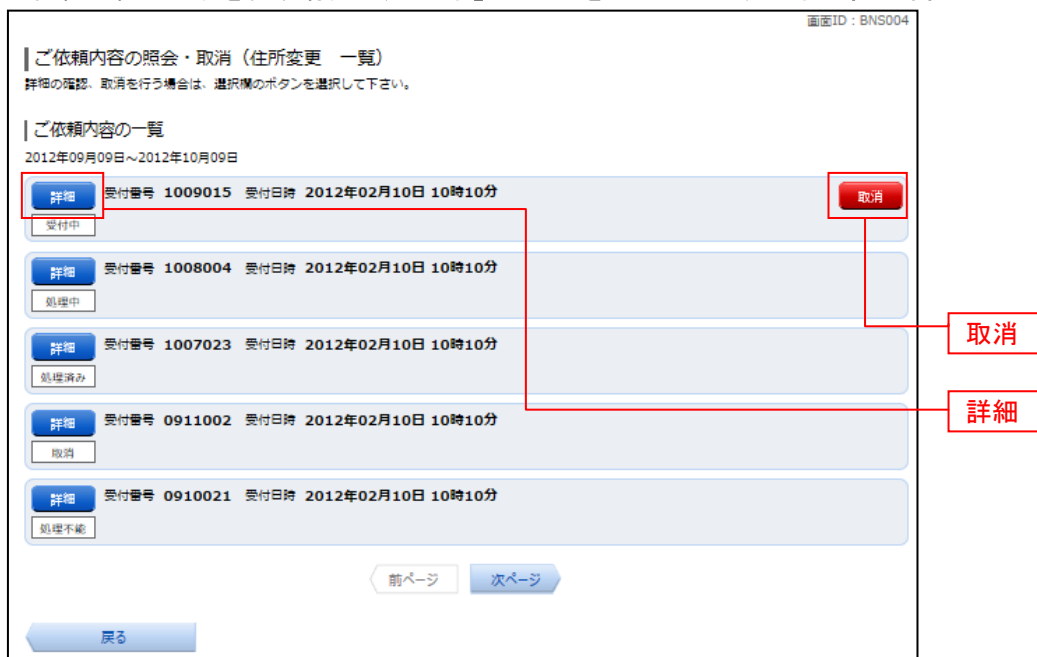 画面ID：BNS004
ご依頼内容の照会・取消（住所変更　一覧）
詳細の確認、取消を行う場合は、選択欄のボタンを選択して下さい。
ご依頼内容の一覧
2012年09月09日～2012年10月09日
詳細 受付番号 1009015 受付日時 2012年02月10日 10時10分 取消
受付中
詳細 受付番号 1008004 受付日時 2012年02月10日 10時10分
処理中
取消
詳細 受付番号 1007023 受付日時 2012年02月10日 10時10分
処理済み
詳細
詳細 受付番号 0911002 受付日時 2012年02月10日 10時10分
取消
詳細 受付番号 0910021 受付日時 2012年02月10日 10時10分
処理不能
前ページ 次ページ
戻る